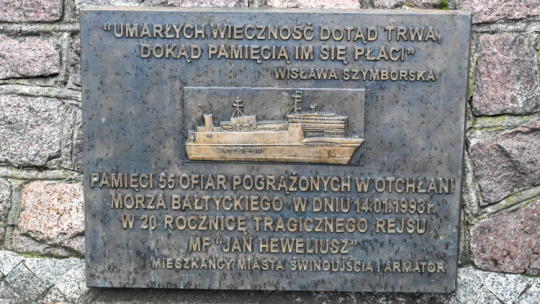 "UMARŁYCH WIECZNOŚĆ DOTĄD TRWA,
DOKĄD PAMIĘCIĄ IM SIĘ PŁACI"
WISŁAWA SZYMBORSKA
PAMIĘCI 55 OFIAR POGRĄŻONYCH W OTCHŁANI
MORZA BAŁTYCKIEGO W DNIU 14.01.1993r.
W 20 ROCZNICĘ TRAGICZNEGO REJSU
MF "JAN HEWELIUSZ"
MIESZKAŃCY MIASTA ŚWINOUJŚCIA I ARMATOR